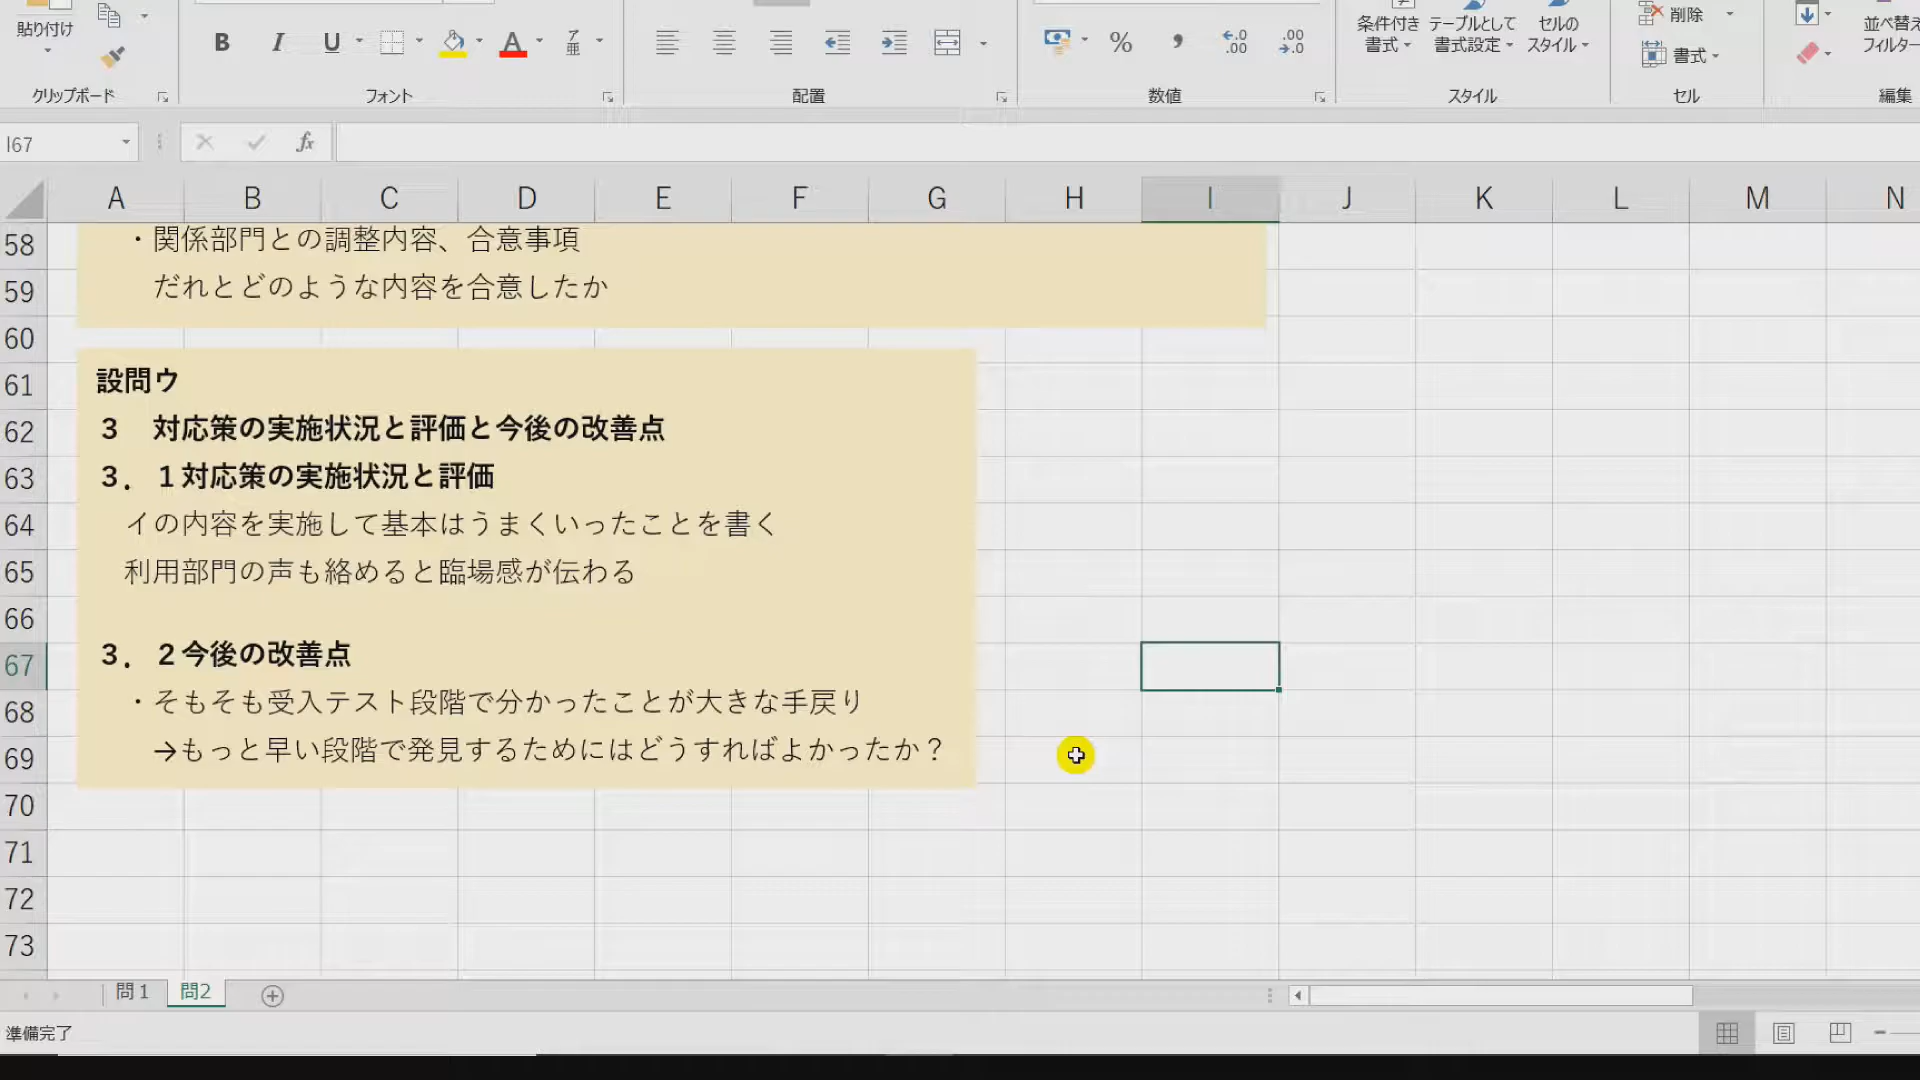 貼り付け
B I U A ア亜
% , ←.0 .00 .00 →.0
条件付き テーブルとして セルの
書式 書式設定 スタイル
削除
書式
並べ替え
フィルター
クリップボード フォント 配置 数値 スタイル セル 編集
I67 fx
A B C D E F G H I J K L M N
58 ・関係部門との調整内容、合意事項
59 だれとどのような内容を合意したか
60
61 設問ウ
62 3 対応策の実施状況と評価と今後の改善点
63 3．1対応策の実施状況と評価
64 イの内容を実施して基本はうまくいったことを書く
65 利用部門の声も絡めると臨場感が伝わる
66
67 3．2今後の改善点
68 ・そもそも受入テスト段階で分かったことが大きな手戻り
69 →もっと早い段階で発見するためにはどうすればよかったか？
70
71
72
73
問1 問2
準備完了